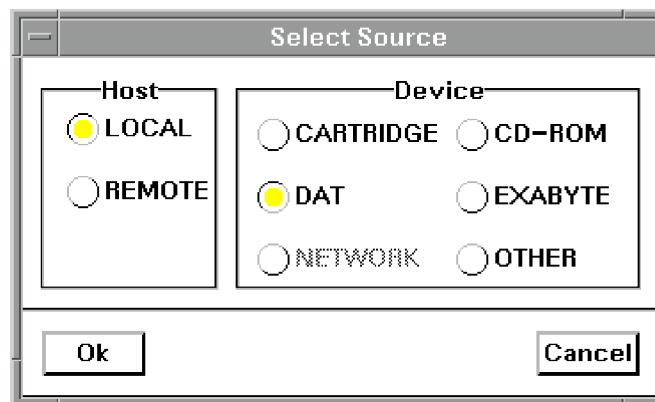 Select Source
Host
LOCAL
REMOTE
Device
CARTRIDGE
CD-ROM
DAT
EXABYTE
NETWORK
OTHER
Ok
Cancel